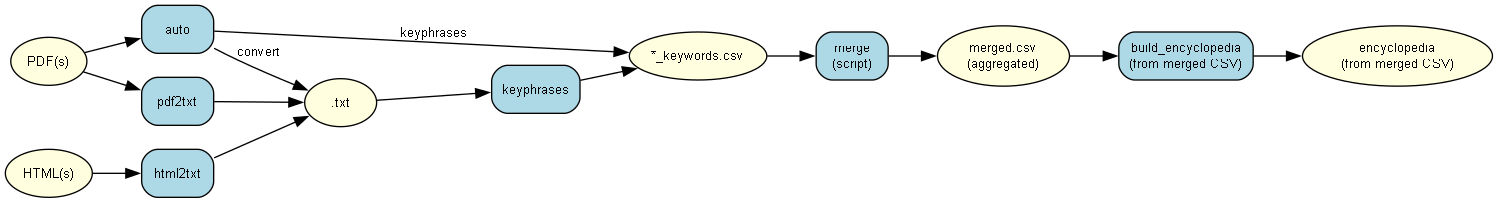 PDF(s)
auto
convert
keyphrases
pdf2txt
.txt
HTML(s)
html2txt
keyphrases
*_keywords.csv
merge
(script)
merged.csv
(aggregated)
build_encyclopedia
(from merged CSV)
encyclopedia
(from merged CSV)